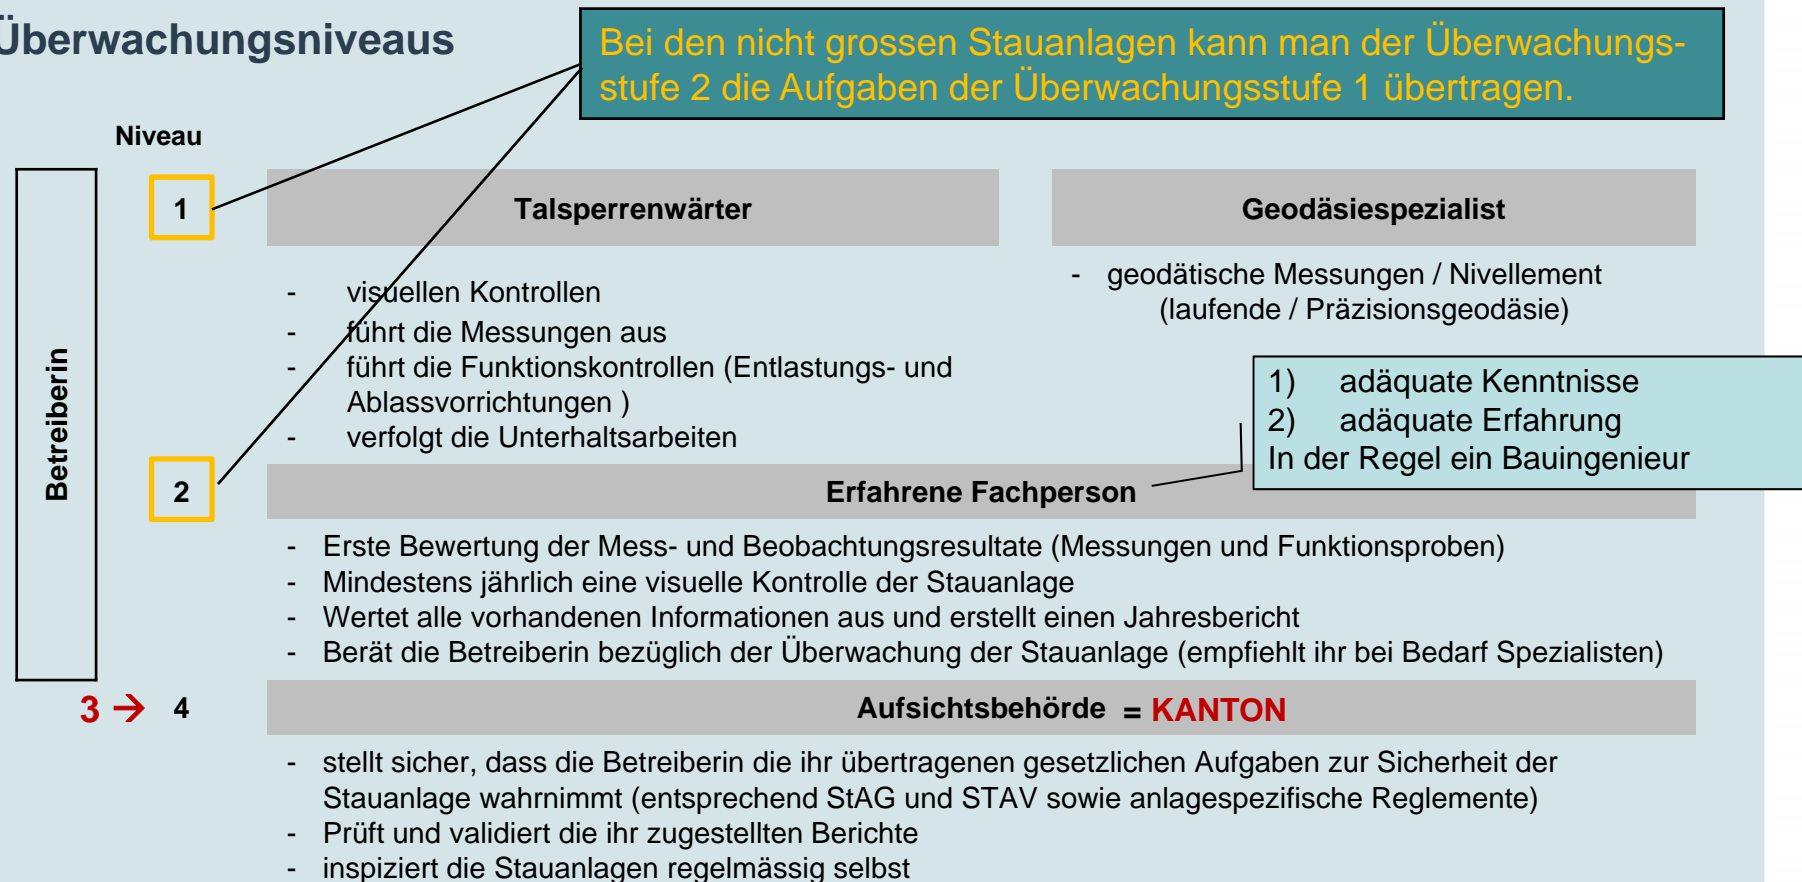 Überwachungsniveaus
Bei den nicht grossen Stauanlagen kann man der Überwachungs-
stufe 2 die Aufgaben der Überwachungsstufe 1 übertragen.
Niveau
Betreiberin
1
Talsperrenwärter
- visuellen Kontrollen
- führt die Messungen aus
- führt die Funktionskontrollen (Entlastungs- und
Ablassvorrichtungen )
- verfolgt die Unterhaltsarbeiten
Geodäsiespezialist
- geodätische Messungen / Nivellement
(laufende / Präzisionsgeodäsie)
1) adäquate Kenntnisse
2) adäquate Erfahrung
In der Regel ein Bauingenieur
2
Erfahrene Fachperson
- Erste Bewertung der Mess- und Beobachtungsresultate (Messungen und Funktionsproben)
- Mindestens jährlich eine visuelle Kontrolle der Stauanlage
- Wertet alle vorhandenen Informationen aus und erstellt einen Jahresbericht
- Berät die Betreiberin bezüglich der Überwachung der Stauanlage (empfiehlt ihr bei Bedarf Spezialisten)
3 → 4
Aufsichtsbehörde = KANTON
- stellt sicher, dass die Betreiberin die ihr übertragenen gesetzlichen Aufgaben zur Sicherheit der
Stauanlage wahrnimmt (entsprechend StAG und STAV sowie anlagespezifische Reglemente)
- Prüft und validiert die ihr zugestellten Berichte
- inspiziert die Stauanlagen regelmässig selbst